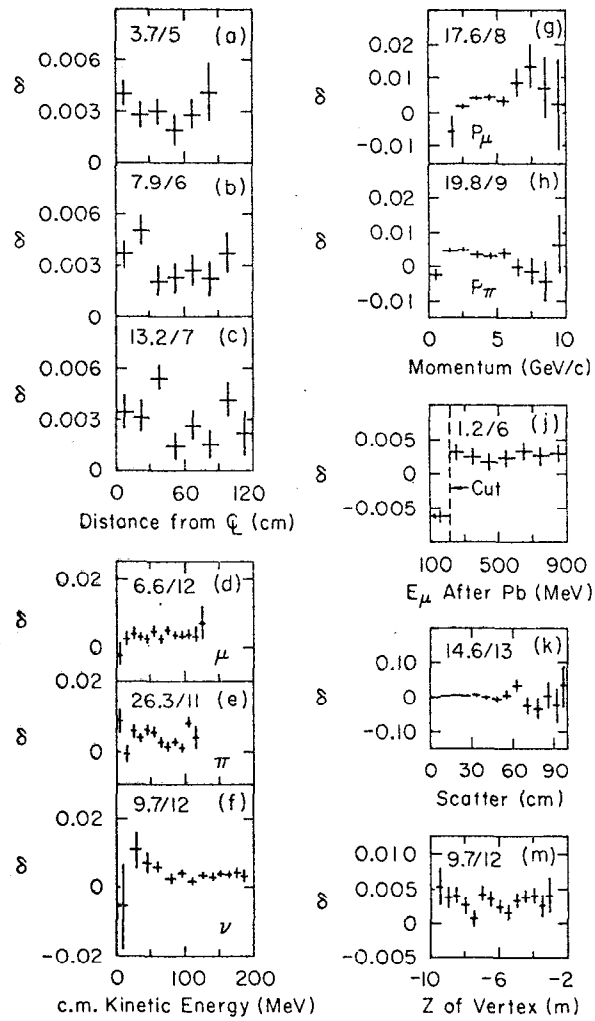 3.7/5 (a)
δ
0.006
0.003
0
7.9/6 (b)
δ
0.006
0.003
0
13.2/7 (c)
δ
0.006
0.003
0
0 60 120
Distance from ℄ (cm)
0.02
6.6/12 (d)
δ
0
μ
0.02
26.3/11 (e)
δ
0
π
0.02
9.7/12 (f)
δ
0
-0.02
ν
0 100 200
c.m. Kinetic Energy (MeV)
17.6/8 (g)
0.02
δ
0.01
0
-0.01
Pμ
19.8/9 (h)
0.02
δ
0.01
0
-0.01
Pπ
0 5 10
Momentum (GeV/c)
11.2/6 (j)
0.005
δ
0
-0.005
Cut
100 500 900
Eμ After Pb (MeV)
14.6/13 (k)
0.10
δ
0
-0.10
0 30 60 90
Scatter (cm)
0.010
9.7/12 (m)
δ
0.005
0
-0.005
-10 -6 -2
Z of Vertex (m)